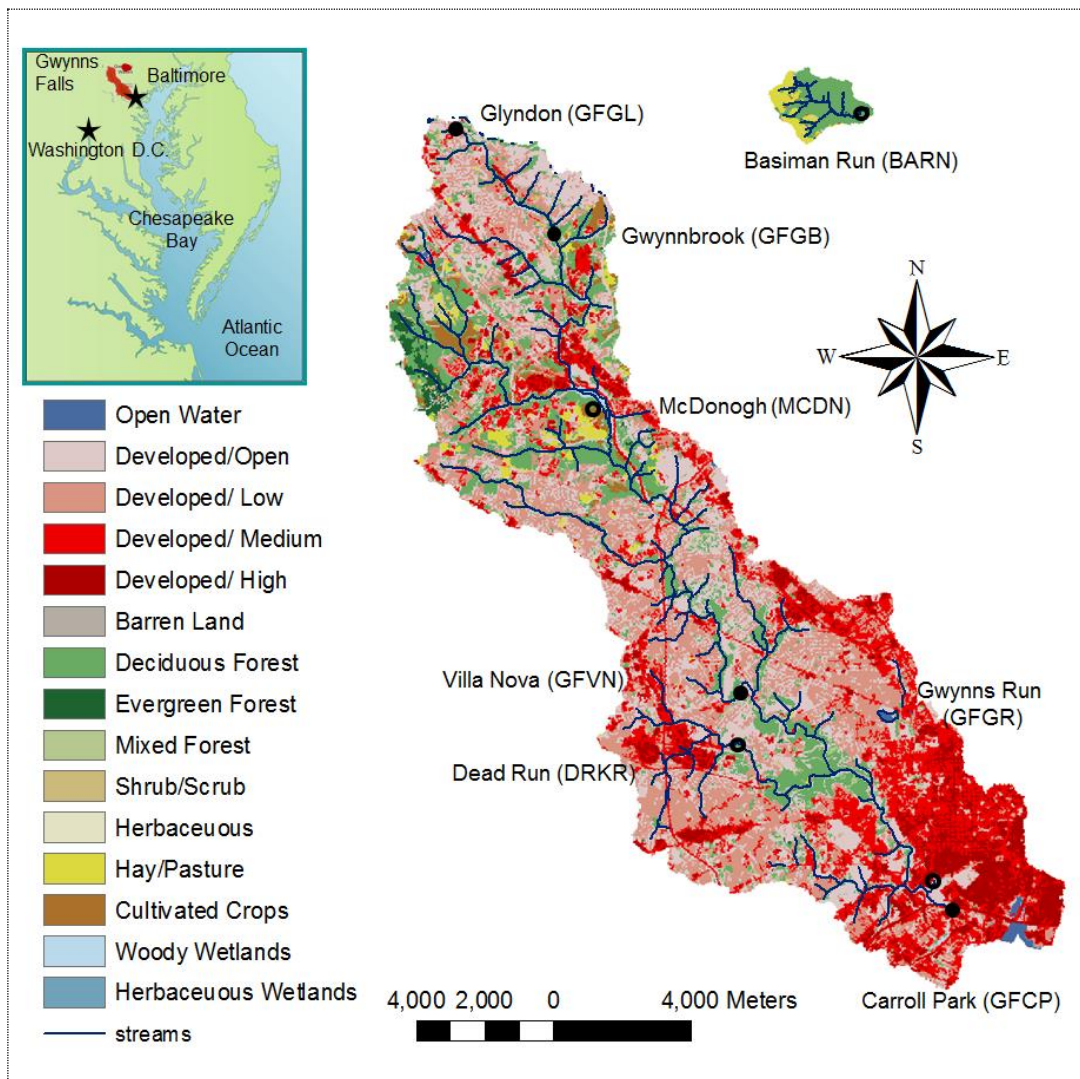 Gwynns
Falls
Baltimore
Washington D.C.
Chesapeake
Bay
Atlantic
Ocean
Glyndon (GFGL)
Basiman Run (BARN)
Gwynnbrook (GFGB)
N
W
E
S
McDonogh (MCDN)
Villa Nova (GFVN)
Gwynns Run
(GFGR)
Dead Run (DRKR)
Carroll Park (GFCP)
Open Water
Developed/Open
Developed/ Low
Developed/ Medium
Developed/ High
Barren Land
Deciduous Forest
Evergreen Forest
Mixed Forest
Shrub/Scrub
Herbaceuous
Hay/Pasture
Cultivated Crops
Woody Wetlands
Herbaceuous Wetlands
streams
4,000 2,000 0 4,000 Meters